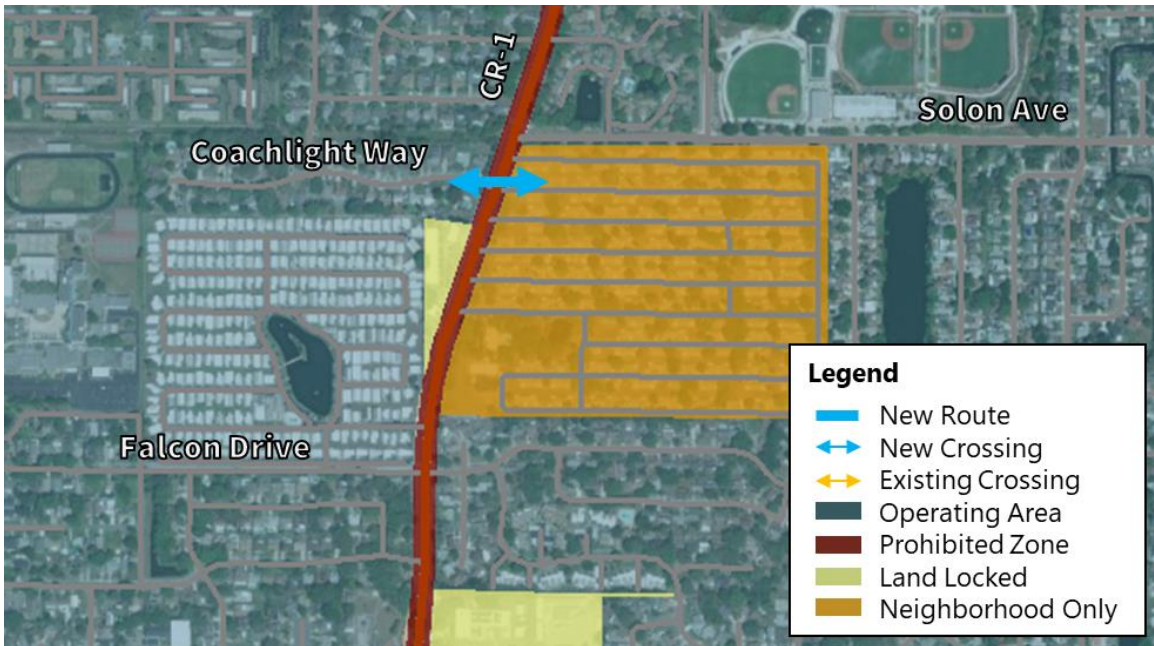 CR-1
Solon Ave
Coachlight Way
Falcon Drive
Legend
New Route
New Crossing
Existing Crossing
Operating Area
Prohibited Zone
Land Locked
Neighborhood Only